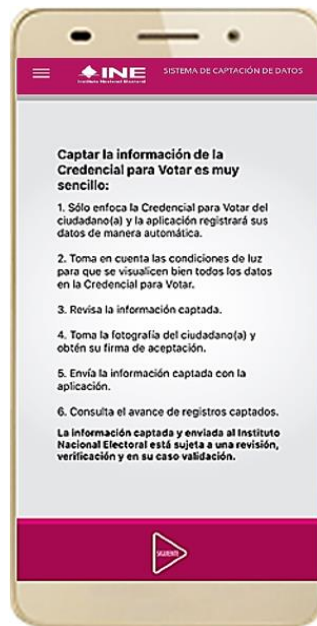 INE
Instituto Nacional Electoral
SISTEMA DE CAPTACIÓN DE DATOS
Captar la información de la
Credencial para Votar es muy
sencillo:
1. Sólo enfoca la Credencial para Votar del
ciudadano(a) y la aplicación registrará sus
datos de manera automática.
2. Toma en cuenta las condiciones de luz
para que se visualicen bien todos los datos
en la Credencial para Votar.
3. Revisa la información captada.
4. Toma la fotografía del ciudadano(a) y
obtén su firma de aceptación.
5. Envía la información captada con la
aplicación.
6. Consulta el avance de registros captados.
La información captada y enviada al Instituto
Nacional Electoral está sujeta a una revisión,
verificación y en su caso validación.
SIGUIENTE